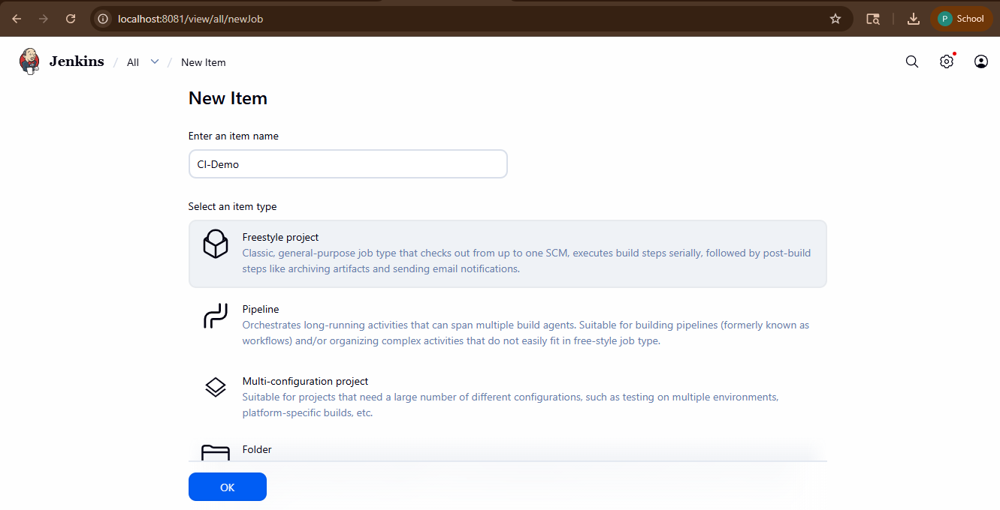 localhost:8081/view/all/newJob
P School
Jenkins / All / New Item
New Item
Enter an item name
CI-Demo
Select an item type
Freestyle project
Classic, general-purpose job type that checks out from up to one SCM, executes build steps serially, followed by post-build
steps like archiving artifacts and sending email notifications.
Pipeline
Orchestrates long-running activities that can span multiple build agents. Suitable for building pipelines (formerly known as
workflows) and/or organizing complex activities that do not easily fit in free-style job type.
Multi-configuration project
Suitable for projects that need a large number of different configurations, such as testing on multiple environments,
platform-specific builds, etc.
Folder
OK